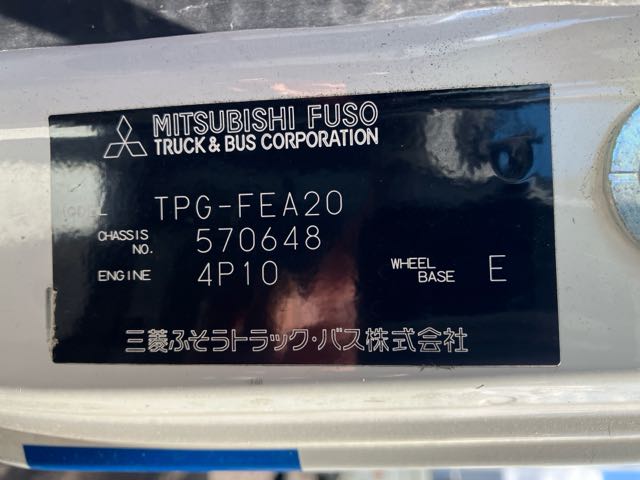 MITSUBISHI FUSO
TRUCK & BUS CORPORATION
TPG-FEA20
CHASSIS NO. 570648
ENGINE 4P10 WHEEL BASE E
三菱ふそうトラック・バス株式会社